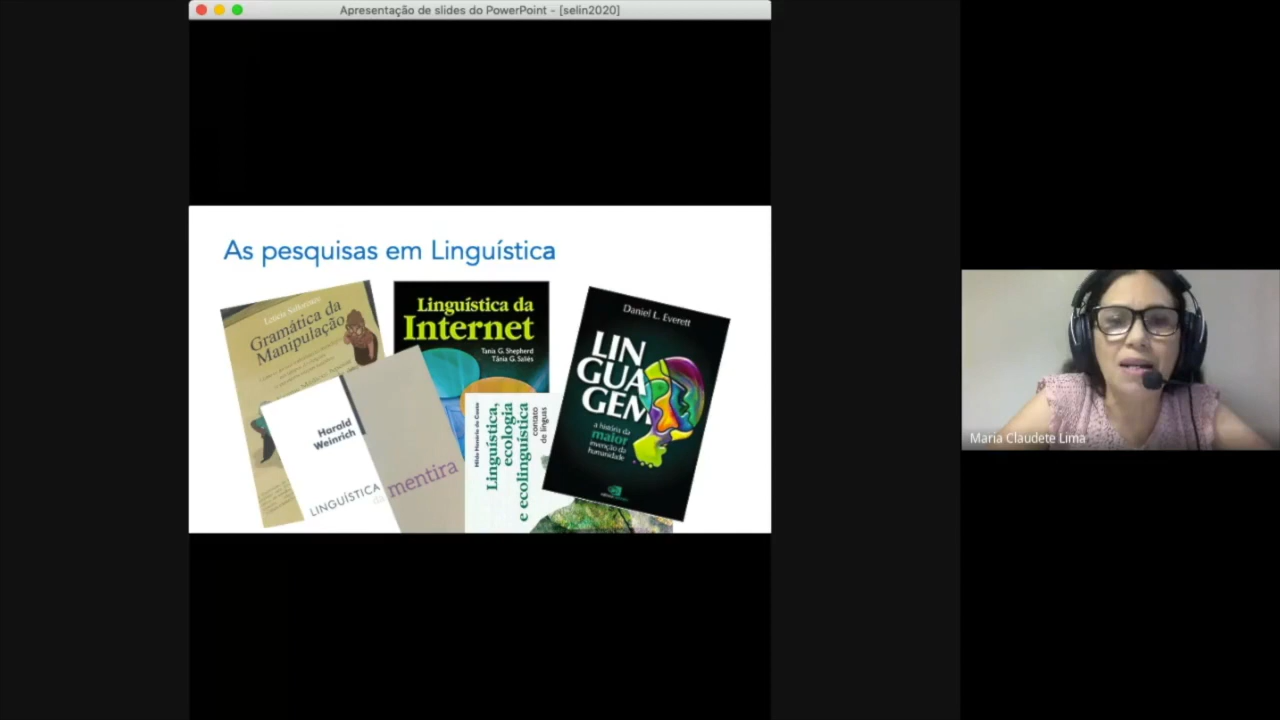 Apresentação de slides do PowerPoint - [selin2020]
As pesquisas em Linguística
Gramática da
Manipulação
Linguística da
Internet
Tania G. Shepherd
Tânia G. Saliés
Daniel L. Everett
LIN
GUA
GEM
a história da
maior
invenção da
humanidade
Harald
Weinrich
LINGUÍSTICA
da
mentira
Linguística,
ecologia
e ecolinguística
contato
de línguas
Maria Claudete Lima